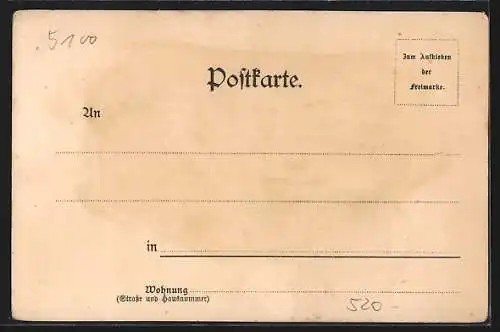 5100
Zum Aufkleben
der
Freimarke.
Postkarte.
An
in
Wohnung
(Straße und Hausnummer)
520-